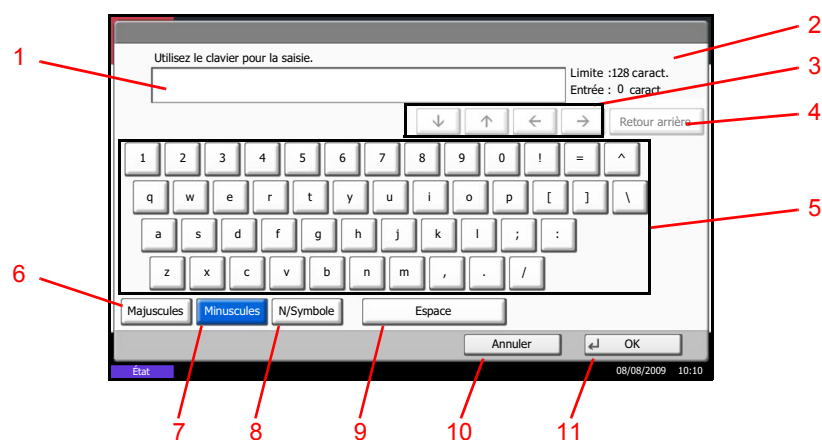 2
1
Utilisez le clavier pour la saisie.
Limite :128 caract.
3
Entrée : 0 caract.
4
↓ ↑ ← → Retour arrière
1 2 3 4 5 6 7 8 9 0 ! = ^
q w e r t y u i o p [ ] \
5
a s d f g h j k l ; :
z x c v b n m , . /
6
Majuscules Minuscules N/Symbole Espace
Annuler ↵ OK
État 08/08/2009 10:10
7 8 9 10 11